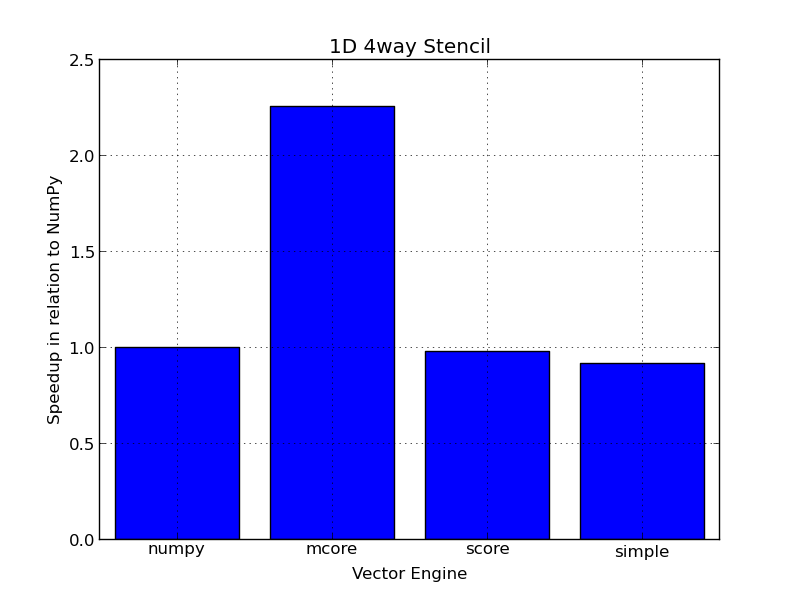 1D 4way Stencil
Speedup in relation to NumPy
2.5
2.0
1.5
1.0
0.5
0.0
numpy mcore score simple
Vector Engine